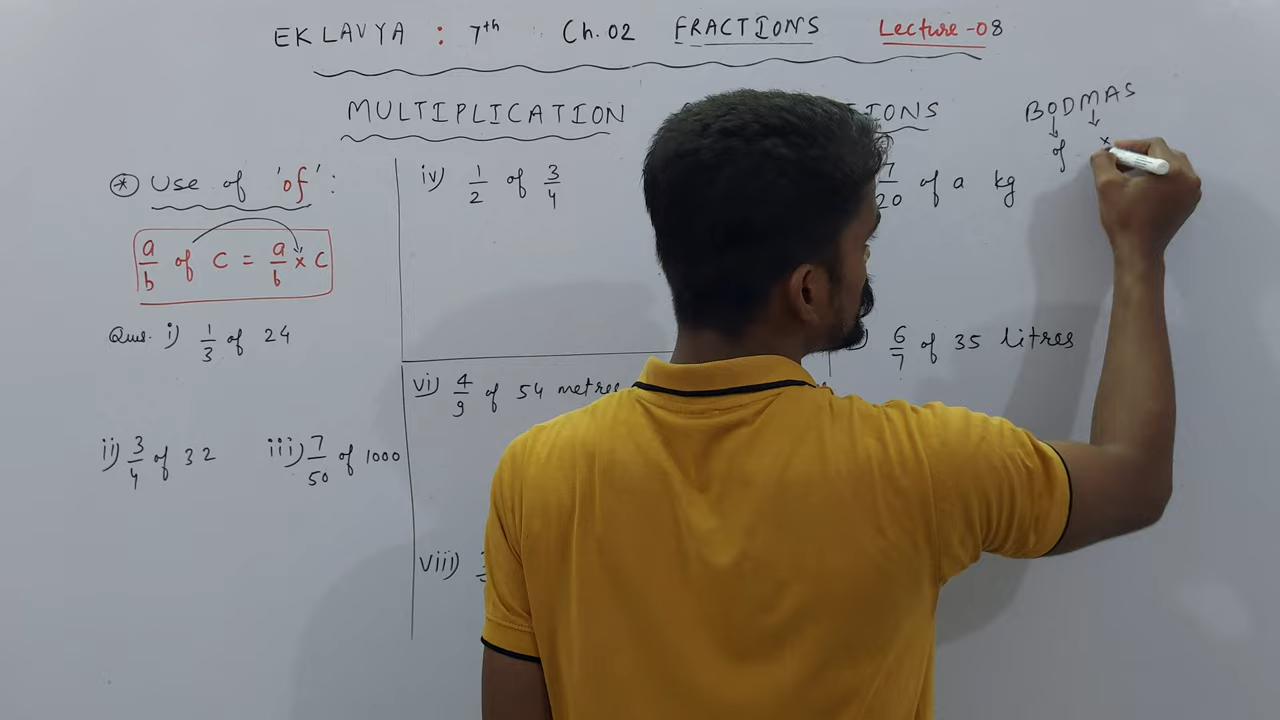 EKLAVYA : 7th Ch. 02 FRACTIONS Lecture-08
MULTIPLICATION
BODMAS
of ×
* Use of 'of' :
a/b of c = a/b × c
Ques. i) 1/3 of 24
ii) 3/4 of 32 iii) 7/50 of 1000
iv) 1/2 of 3/4
7/20 of a kg
vi) 4/9 of 54 metres
6/7 of 35 litres
viii)